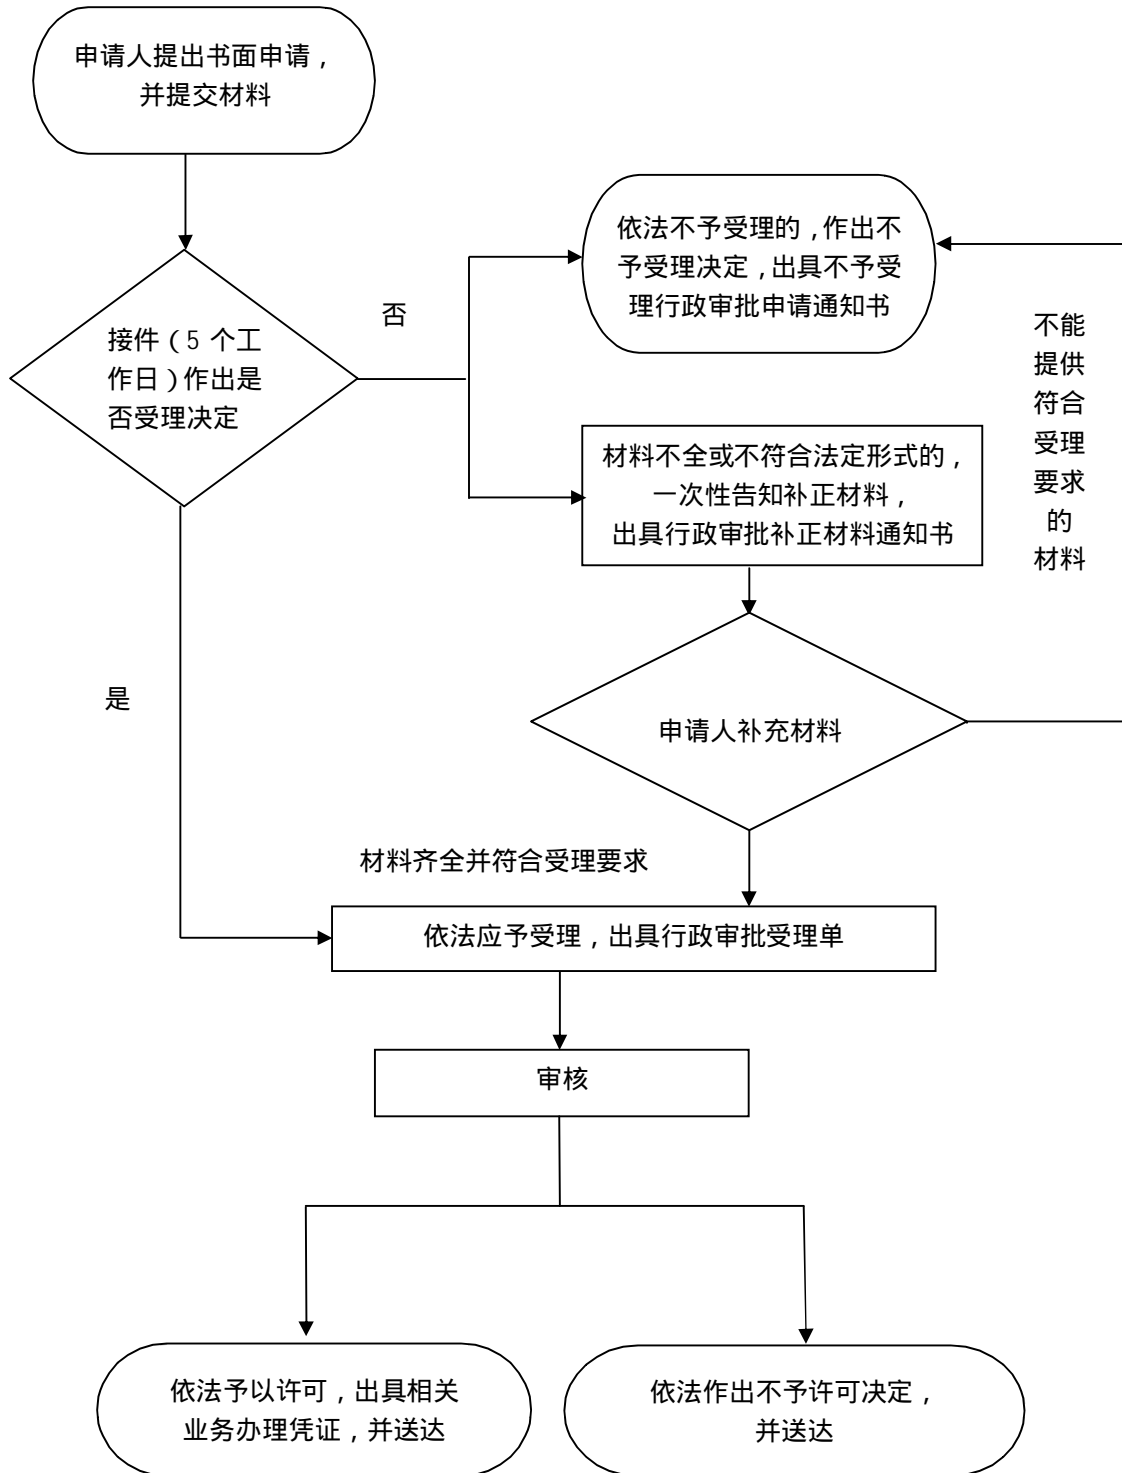 申请人提出书面申请，
并提交材料
依法不予受理的，作出不
予受理决定，出具不予受
理行政审批申请通知书
否
接件（5 个工
作日）作出是
否受理决定
不能
提供
符合
受理
要求
的
材料
材料不全或不符合法定形式的，
一次性告知补正材料，
出具行政审批补正材料通知书
是
申请人补充材料
材料齐全并符合受理要求
依法应予受理，出具行政审批受理单
审核
依法予以许可，出具相关
业务办理凭证，并送达
依法作出不予许可决定，
并送达